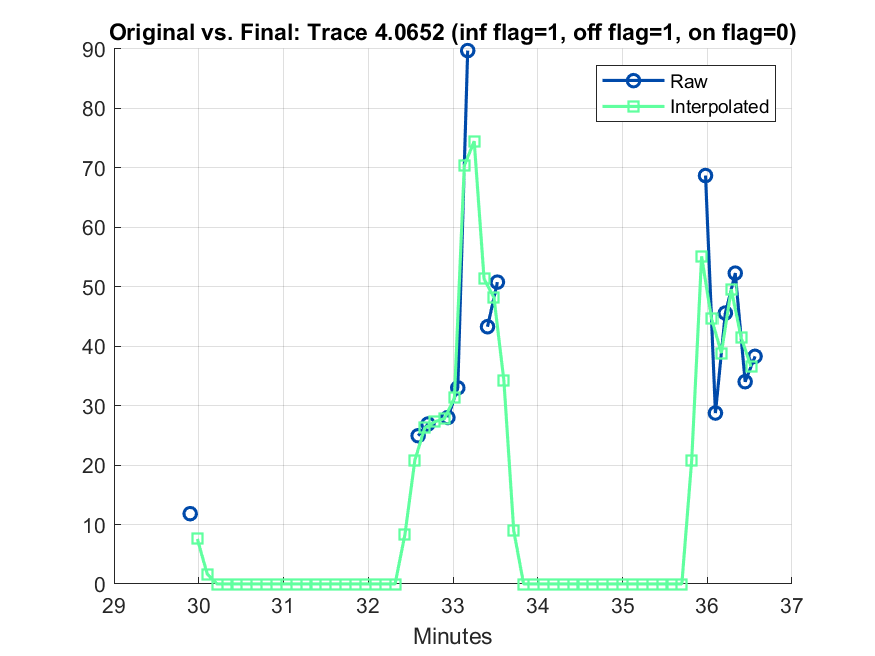 Original vs. Final: Trace 4.0652 (inf flag=1, off flag=1, on flag=0)
90
80
70
60
50
40
30
20
10
0
Raw
Interpolated
29 30 31 32 33 34 35 36 37
Minutes